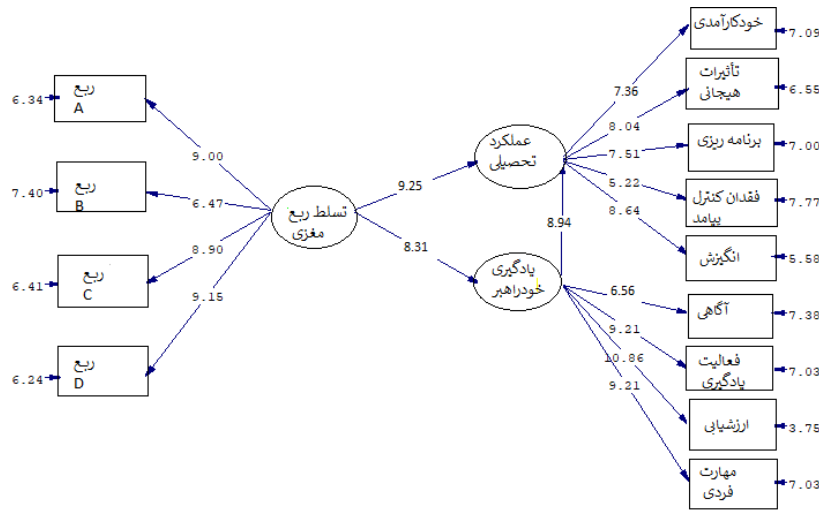 خودکارآمدی
7.09
7.36
تأثیرات
هیجانی
6.55
8.04
ربع
A
6.34
9.00
برنامه ریزی
7.00
7.51
عملکرد
تحصیلی
فقدان کنترل
پیامد
7.77
5.22
ربع
B
7.40
6.47
9.25
تسلط ربع
مغزی
8.64
انگیزش
5.58
8.94
8.31
8.90
ربع
C
6.41
یادگیری
خودراهبر
6.56
آگاهی
7.38
9.15
9.21
فعالیت
یادگیری
7.03
10.86
ربع
D
6.24
9.21
ارزشیابی
3.75
مهارت
فردی
7.03